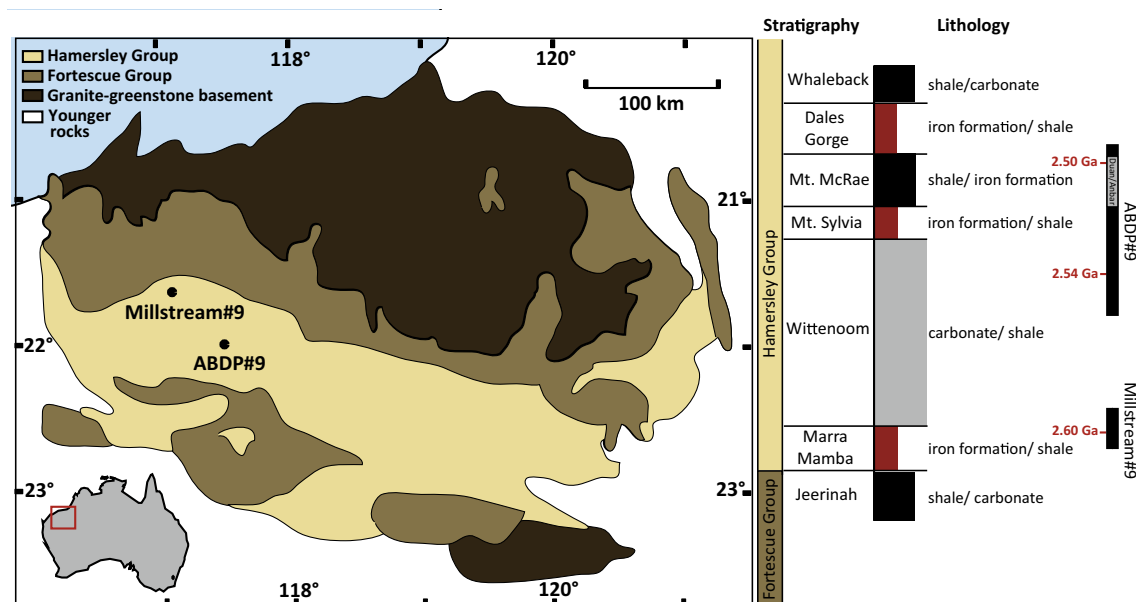 Hamersley Group
Fortescue Group
Granite-greenstone basement
Younger
rocks
118°
120°
100 km
21°
Millstream#9
ABDP#9
22°
23°
23°
118°
120°
Stratigraphy
Lithology
Hamersley Group
Fortescue Group
Whaleback
shale/carbonate
Dales
Gorge
iron formation/ shale
Mt. McRae
shale/ iron formation
Mt. Sylvia
iron formation/ shale
Wittenoom
carbonate/ shale
Marra
Mamba
iron formation/ shale
Jeerinah
shale/ carbonate
2.50 Ga
Duan/Anbar
2.54 Ga
ABDP#9
2.60 Ga
Millstream#9